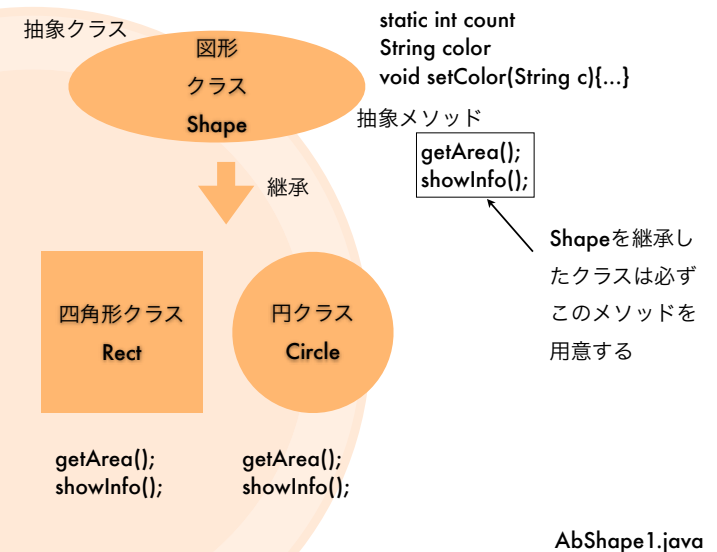 抽象クラス
図形
クラス
Shape
static int count
String color
void setColor(String c){...}
抽象メソッド
getArea();
showInfo();
継承
Shapeを継承し
たクラスは必ず
このメソッドを
用意する
四角形クラス
Rect
円クラス
Circle
getArea();
showInfo();
getArea();
showInfo();
AbShape1.java